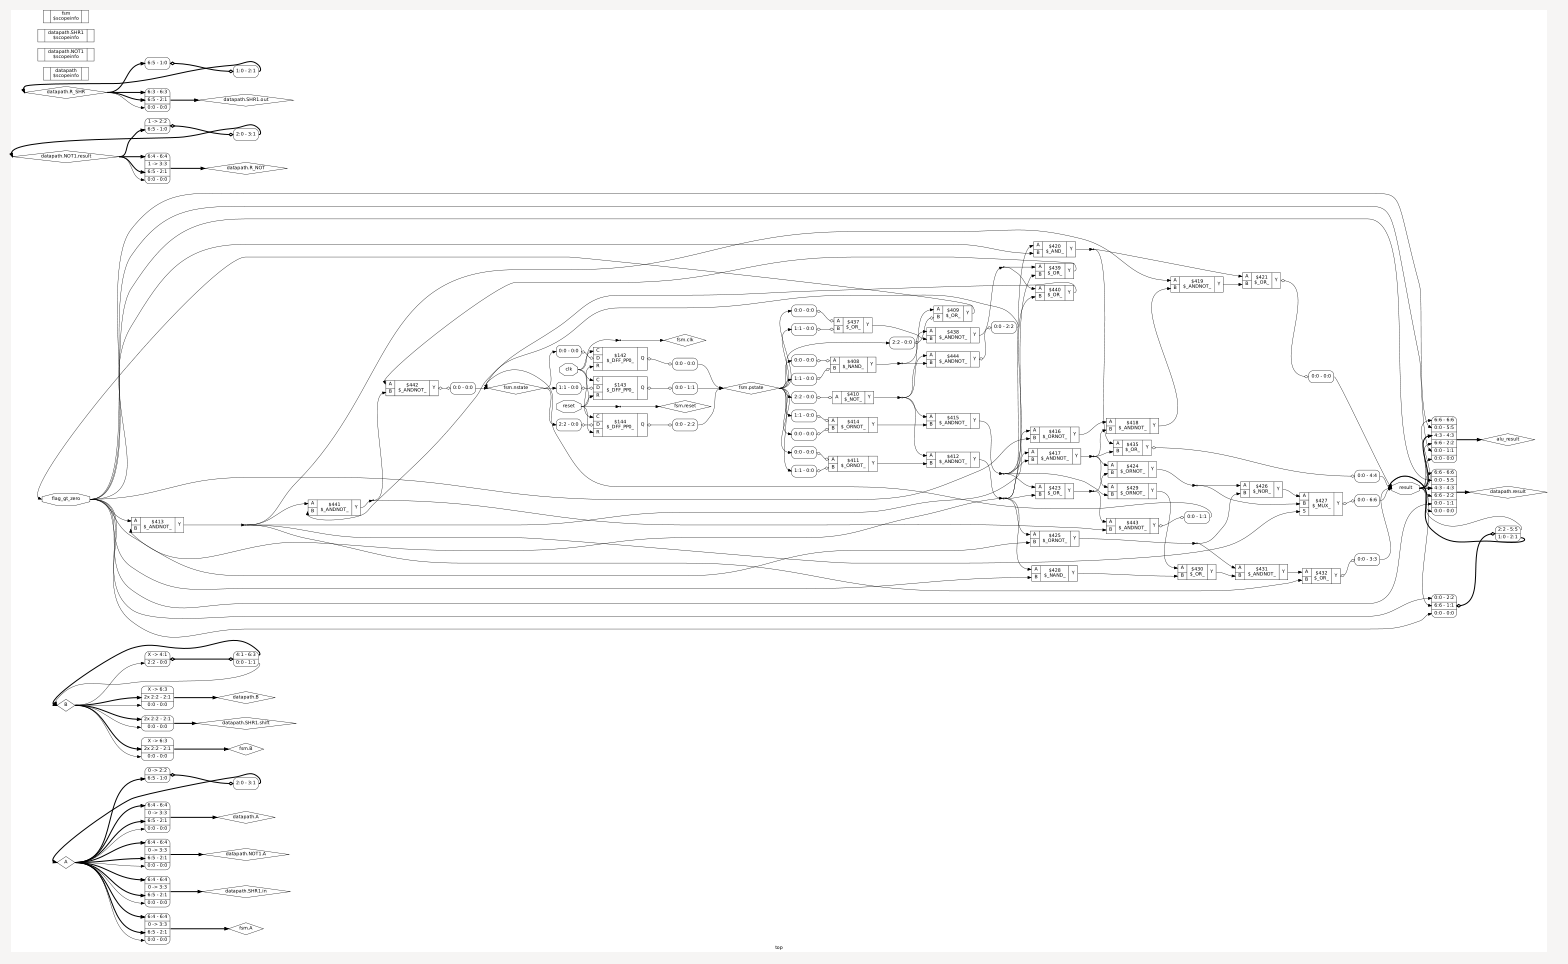 fsm
$scopeinfo
datapath.SHR1
$scopeinfo
datapath.NOT1
$scopeinfo
datapath
$scopeinfo
6:5 - 1:0
1:0 - 2:1
datapath.R_SHR
6:3 - 6:3
6:5 - 2:1
0:0 - 0:0
datapath.SHR1.out
1 -> 2:2
6:5 - 1:0
2:0 - 3:1
datapath.NOT1.result
6:4 - 6:4
1 -> 3:3
6:5 - 2:1
0:0 - 0:0
datapath.R_NOT
flag_gt_zero
A
B
$413
$_ANDNOT_
Y
A
B
$441
$_ANDNOT_
Y
A
B
$442
$_ANDNOT_
Y
0:0 - 0:0
fsm.nstate
0:0 - 0:0
1:1 - 0:0
2:2 - 0:0
clk
reset
C
D
R
$142
$_DFF_PP0_
Q
C
D
R
$143
$_DFF_PP0_
Q
C
D
R
$144
$_DFF_PP0_
Q
fsm.clk
0:0 - 0:0
0:0 - 1:1
fsm.reset
0:0 - 2:2
fsm.pstate
0:0 - 0:0
1:1 - 0:0
0:0 - 0:0
1:1 - 0:0
2:2 - 0:0
1:1 - 0:0
0:0 - 0:0
0:0 - 0:0
1:1 - 0:0
A
B
$437
$_OR_
Y
A
B
$408
$_NAND_
Y
A
$410
$_NOT_
Y
A
B
$414
$_ORNOT_
Y
A
B
$411
$_ORNOT_
Y
2:2 - 0:0
A
B
$409
$_OR_
Y
A
B
$438
$_ANDNOT_
Y
A
B
$444
$_ANDNOT_
Y
A
B
$415
$_ANDNOT_
Y
A
B
$412
$_ANDNOT_
Y
0:0 - 2:2
A
B
$420
$_AND_
Y
A
B
$439
$_OR_
Y
A
B
$440
$_OR_
Y
A
B
$416
$_ORNOT_
Y
A
B
$417
$_ANDNOT_
Y
A
B
$423
$_OR_
Y
A
B
$425
$_ORNOT_
Y
A
B
$428
$_NAND_
Y
A
B
$418
$_ANDNOT_
Y
A
B
$435
$_OR_
Y
A
B
$424
$_ORNOT_
Y
A
B
$429
$_ORNOT_
Y
A
B
$443
$_ANDNOT_
Y
0:0 - 1:1
A
B
$419
$_ANDNOT_
Y
A
B
$421
$_OR_
Y
A
B
$426
$_NOR_
Y
A
B
S
$427
$_MUX_
Y
A
B
$430
$_OR_
Y
A
B
$431
$_ANDNOT_
Y
A
B
$432
$_OR_
Y
0:0 - 0:0
0:0 - 4:4
0:0 - 6:6
0:0 - 3:3
result
6:6 - 6:6
0:0 - 5:5
4:3 - 4:3
6:6 - 2:2
0:0 - 1:1
0:0 - 0:0
alu_result
6:6 - 6:6
0:0 - 5:5
4:3 - 4:3
6:6 - 2:2
0:0 - 1:1
0:0 - 0:0
datapath.result
2:2 - 5:5
1:0 - 2:1
0:0 - 2:2
6:6 - 1:1
0:0 - 0:0
X -> 4:1
2:2 - 0:0
4:1 - 6:3
0:0 - 1:1
B
X -> 6:3
2x 2:2 - 2:1
0:0 - 0:0
datapath.B
2x 2:2 - 2:1
0:0 - 0:0
datapath.SHR1.shift
X -> 6:3
2x 2:2 - 2:1
0:0 - 0:0
fsm.B
0 -> 2:2
6:5 - 1:0
2:0 - 3:1
A
6:4 - 6:4
0 -> 3:3
6:5 - 2:1
0:0 - 0:0
datapath.A
6:4 - 6:4
0 -> 3:3
6:5 - 2:1
0:0 - 0:0
datapath.NOT1.A
6:4 - 6:4
0 -> 3:3
6:5 - 2:1
0:0 - 0:0
datapath.SHR1.in
6:4 - 6:4
0 -> 3:3
6:5 - 2:1
0:0 - 0:0
fsm.A
top